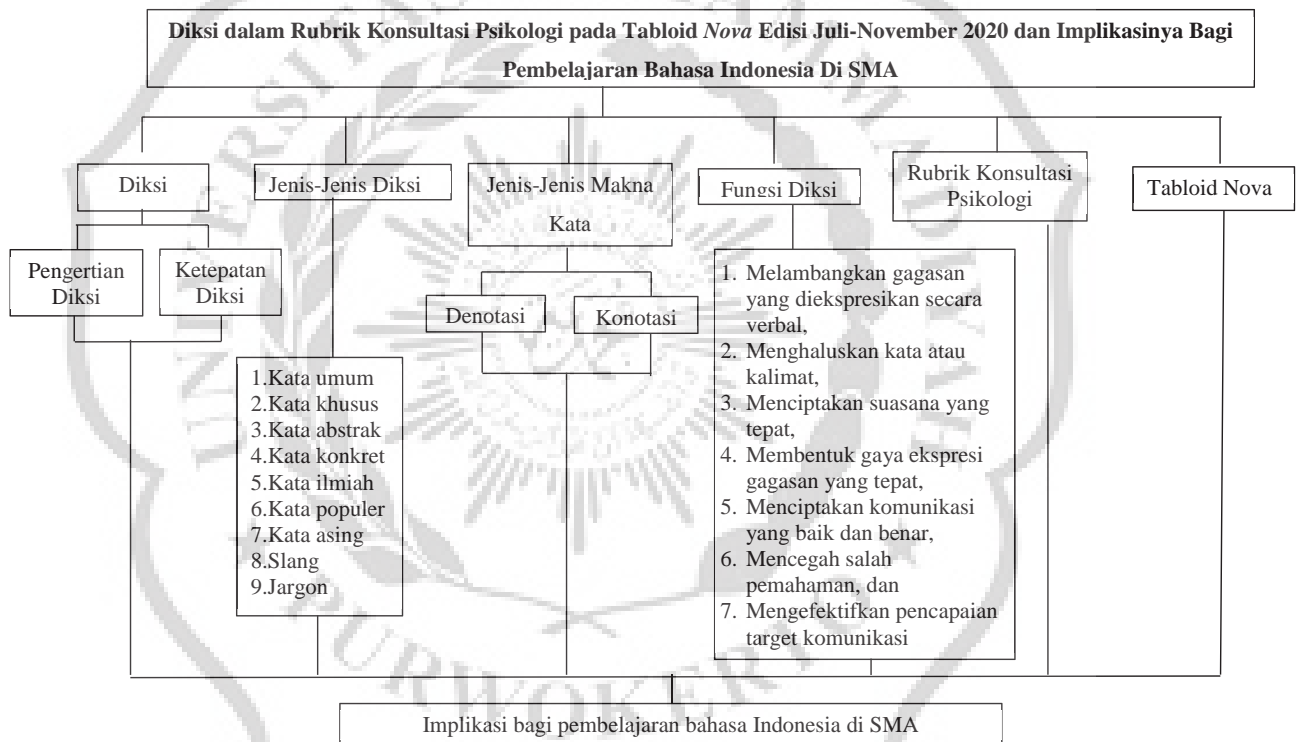 Diksi dalam Rubrik Konsultasi Psikologi pada Tabloid Nova Edisi Juli-November 2020 dan Implikasinya Bagi
Pembelajaran Bahasa Indonesia Di SMA
Diksi
Jenis-Jenis Diksi
Jenis-Jenis Makna
Kata
Fungsi Diksi
Rubrik Konsultasi
Psikologi
Tabloid Nova
Pengertian
Diksi
Ketepatan
Diksi
Denotasi
Konotasi
1.Kata umum
2.Kata khusus
3.Kata abstrak
4.Kata konkret
5.Kata ilmiah
6.Kata populer
7.Kata asing
8.Slang
9.Jargon
1. Melambangkan gagasan
yang diekspresikan secara
verbal,
2. Menghaluskan kata atau
kalimat,
3. Menciptakan suasana yang
tepat,
4. Membentuk gaya ekspresi
gagasan yang tepat,
5. Menciptakan komunikasi
yang baik dan benar,
6. Mencegah salah
pemahaman, dan
7. Mengefektifkan pencapaian
target komunikasi
Implikasi bagi pembelajaran bahasa Indonesia di SMA
PURWOKERTO